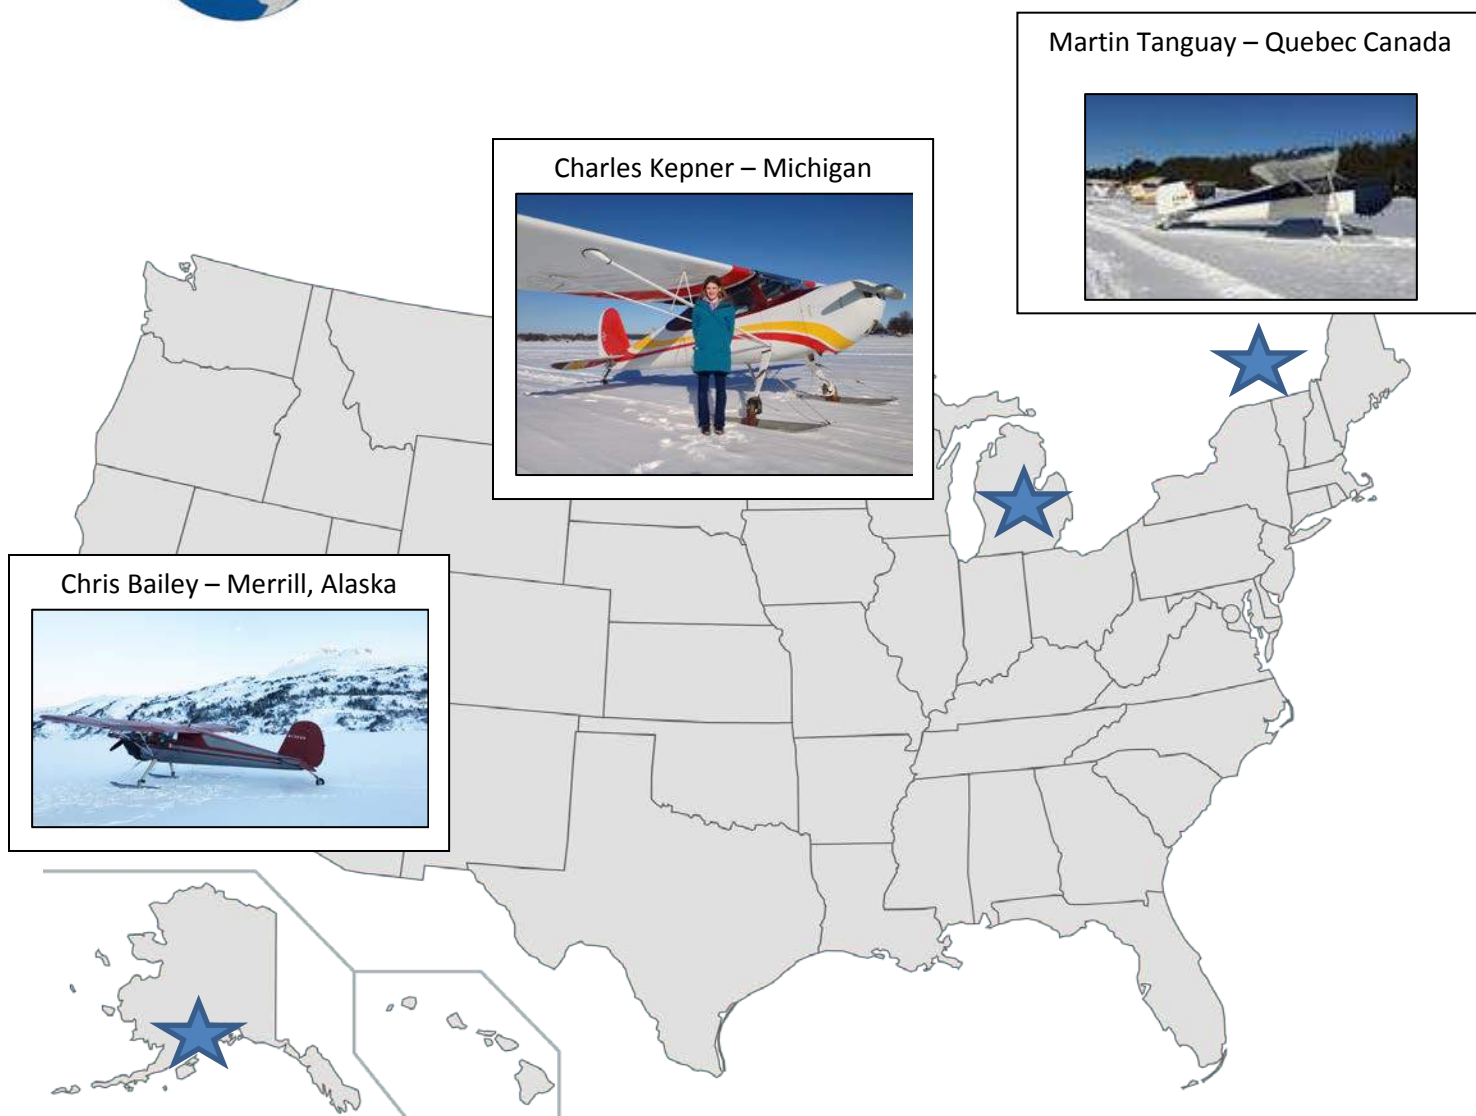 Martin Tanguay – Quebec Canada
Charles Kepner – Michigan
Chris Bailey – Merrill, Alaska